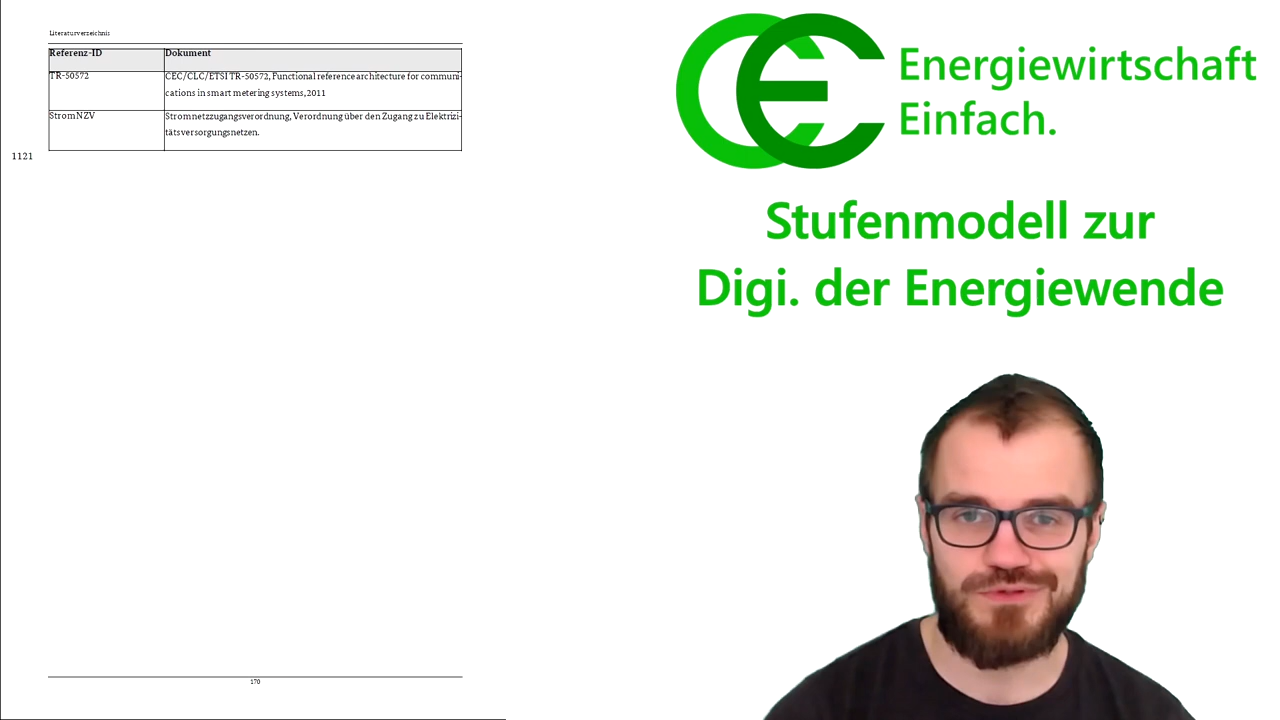 Literaturverzeichnis
Referenz-ID Dokument
TR-50572 CEC/CLC/ETSI TR-50572, Functional reference architecture for communi-
cations in smart metering systems, 2011
StromNZV Stromnetzzugangsverordnung, Verordnung über den Zugang zu Elektrizi-
tätsversorgungsnetzen.
1121
170
Energiewirtschaft
Einfach.
Stufenmodell zur
Digi. der Energiewende